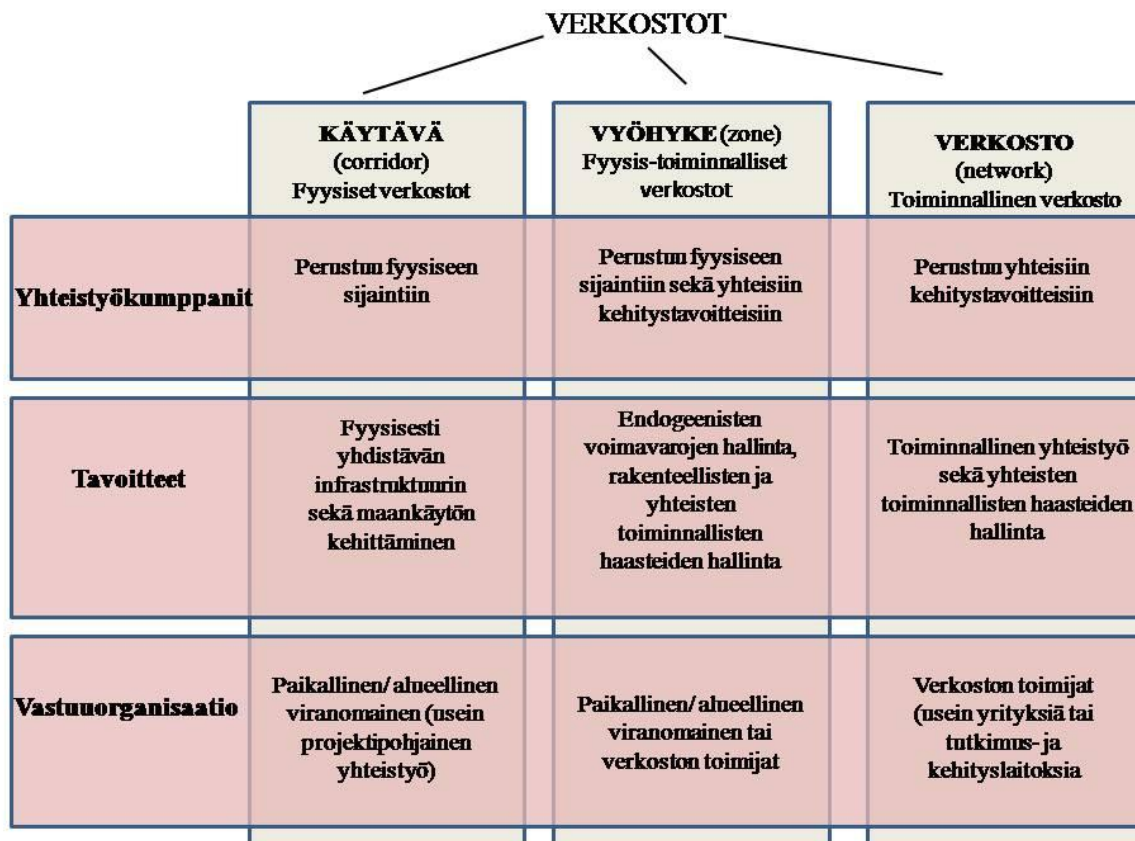 VERKOSTOT
KÄYTÄVÄ
(corridor)
Fyysiset verkostot
VYÖHYKE (zone)
Fyysis-toiminnalliset
verkostot
VERKOSTO
(network)
Toiminnallinen verkosto
Yhteistyökumppanit
Perustuu fyysiseen
sijaintiin
Perustuu fyysiseen
sijaintiin sekä yhteisiin
kehitystavoitteisiin
Perustuu yhteisiin
kehitystavoitteisiin
Tavoitteet
Fyysisesti
yhdistävän
infrastruktuurin
sekä maankäytön
kehittäminen
Endogeenisten
voimavarojen hallinta,
rakenteellisten ja
yhteisten
toiminnallisten
haasteiden hallinta
Toiminnallinen yhteistyö
sekä yhteisten
toiminnallisten haasteiden
hallinta
Vastuuorganisaatio
Paikallinen/ alueellinen
viranomainen (usein
projektipohjainen
yhteistyö)
Paikallinen/ alueellinen
viranomainen tai
verkoston toimijat
Verkoston toimijat
(usein yrityksiä tai
tutkimus- ja
kehityslaitoksia